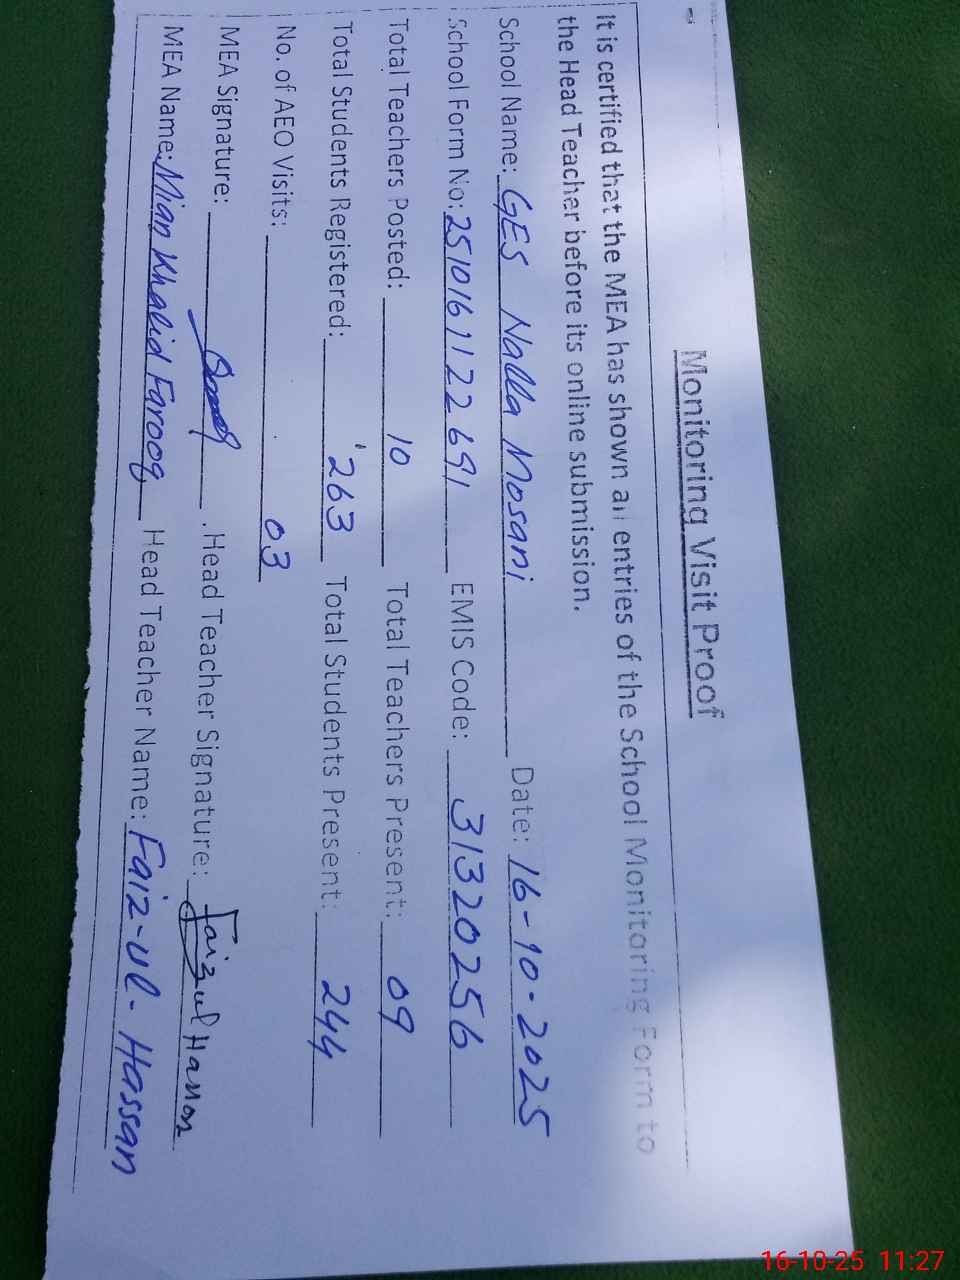 Monitoring Visit Proof
It is certified that the MEA has shown all entries of the School Monitoring Form to
the Head Teacher before its online submission.
School Name: GES Nalla Mosani Date: 16-10-2025
School Form No: 2510161122691 EMIS Code: 31320256
Total Teachers Posted: 10 Total Teachers Present: 09
Total Students Registered: 263 Total Students Present: 244
No. of AEO Visits: 03
MEA Signature: Head Teacher Signature: Faizul Hassan
MEA Name: Mian Khalid Farooq Head Teacher Name: Faiz-ul-Hassan
16-10-25 11:27